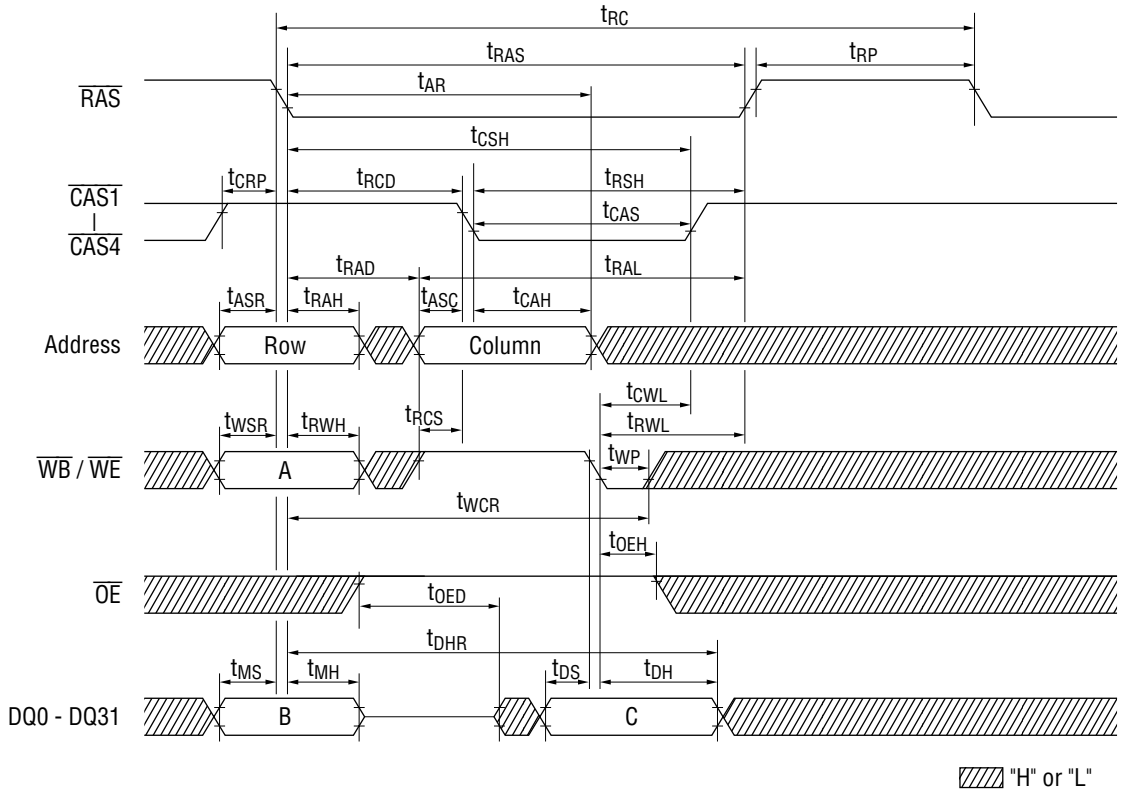 tRC
tRAS
tRP
tAR
RAS
tCSH
tCRP
tRCD
tRSH
CAS1
|
CAS4
tCAS
tRAD
tRAL
tASR
tRAH
tASC
tCAH
Address
Row
Column
tCWL
tWSR
tRWH
tRCS
tRWL
tWP
WB / WE
A
tWCR
tOEH
OE
tOED
tDHR
tMS
tMH
tDS
tDH
DQ0 - DQ31
B
C
"H" or "L"